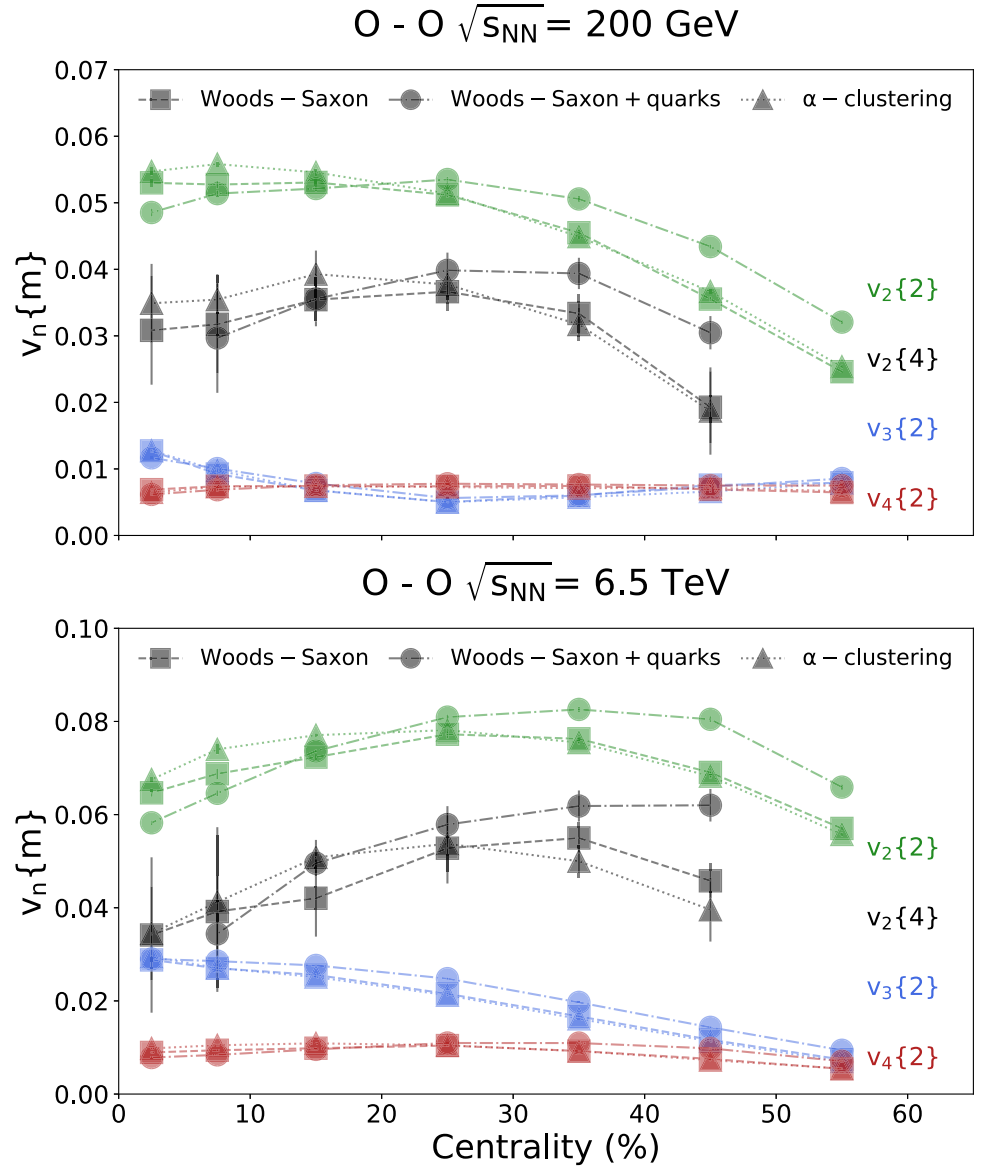 O - O √sNN = 200 GeV
0.07
Woods – Saxon Woods – Saxon + quarks α – clustering
0.06
0.05
0.04
v2{2}
vn{m}
0.03
v2{4}
0.02
v3{2}
0.01
v4{2}
0.00
O - O √sNN = 6.5 TeV
0.10
Woods – Saxon Woods – Saxon + quarks α – clustering
0.08
0.06
v2{2}
vn{m}
0.04
v2{4}
v3{2}
0.02
v4{2}
0.00
0 10 20 30 40 50 60
Centrality (%)